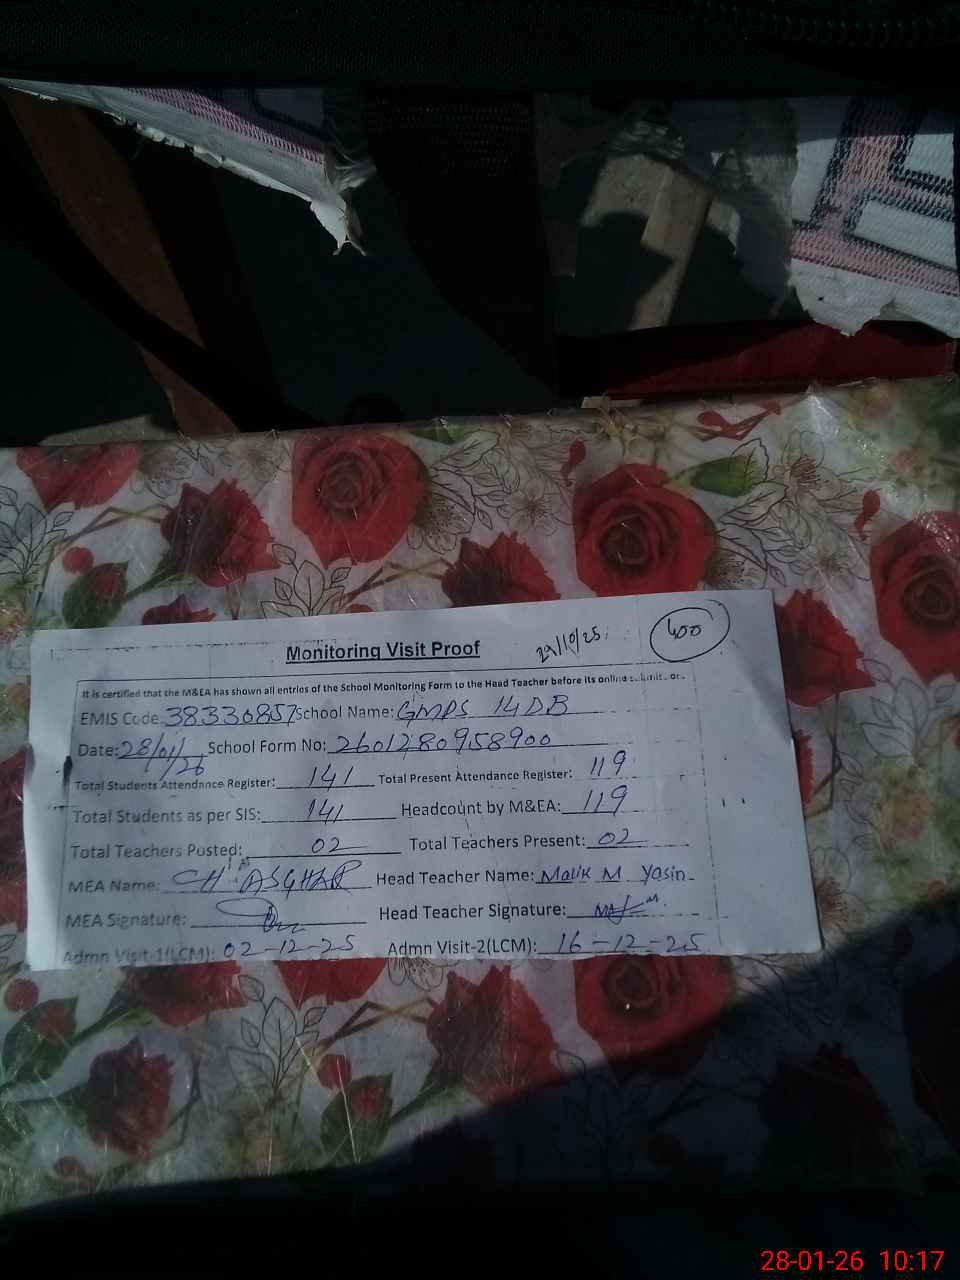 Monitoring Visit Proof
29/10/25
400
It is certified that the M&EA has shown all entries of the School Monitoring Form to the Head Teacher before its online
EMIS Code: 38330857 School Name: GMPS 14DB
Date: 28/01/26 School Form No: 2601280958900
Total Students Attendance Register: 141 Total Present Attendance Register: 119
Total Students as per SIS: 141 Headcount by M&EA: 119
Total Teachers Posted: 02 Total Teachers Present: 02
MEA Name: CH ASGHAR Head Teacher Name: Malik M Yasin
MEA Signature: Head Teacher Signature:
Admn Visit-1(LCM): 02-12-25 Admn Visit-2(LCM): 16-12-25
28-01-26 10:17